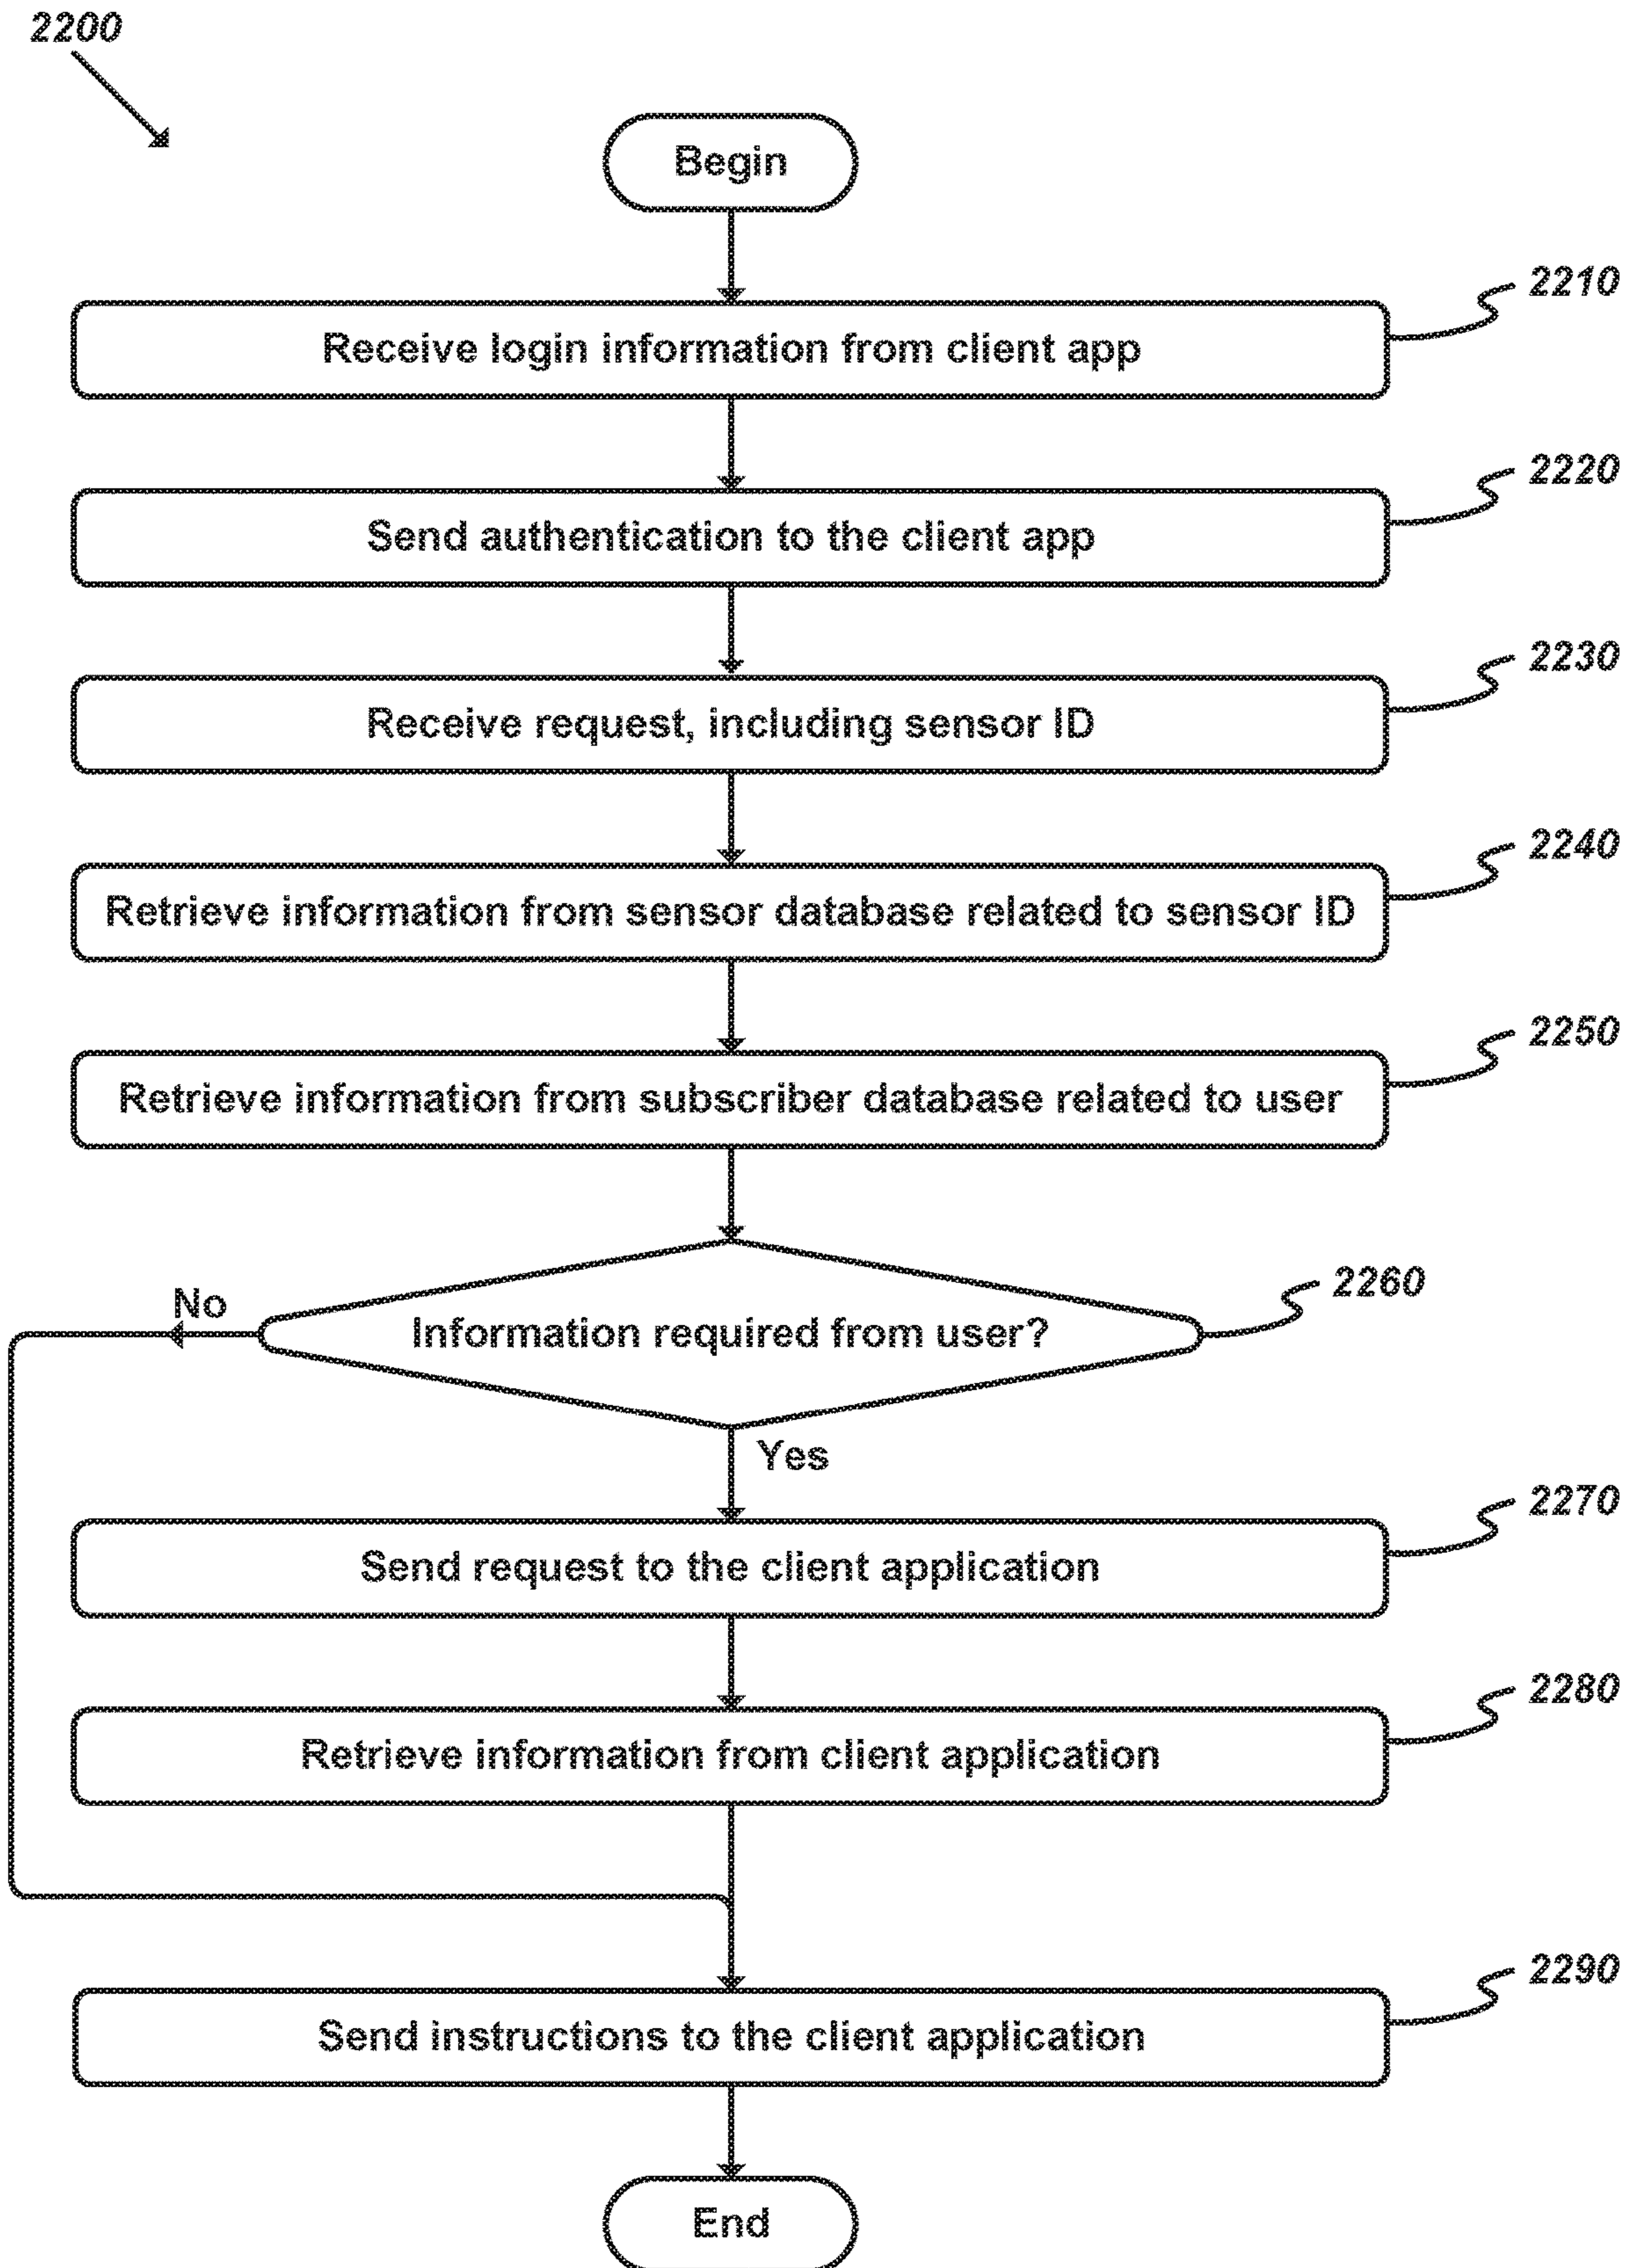 2200
Begin
Receive login information from client app
2210
Send authentication to the client app
2220
Receive request, including sensor ID
2230
Retrieve information from sensor database related to sensor ID
2240
Retrieve information from subscriber database related to user
2250
Information required from user?
2260
No
Yes
Send request to the client application
2270
Retrieve information from client application
2280
Send instructions to the client application
2290
End